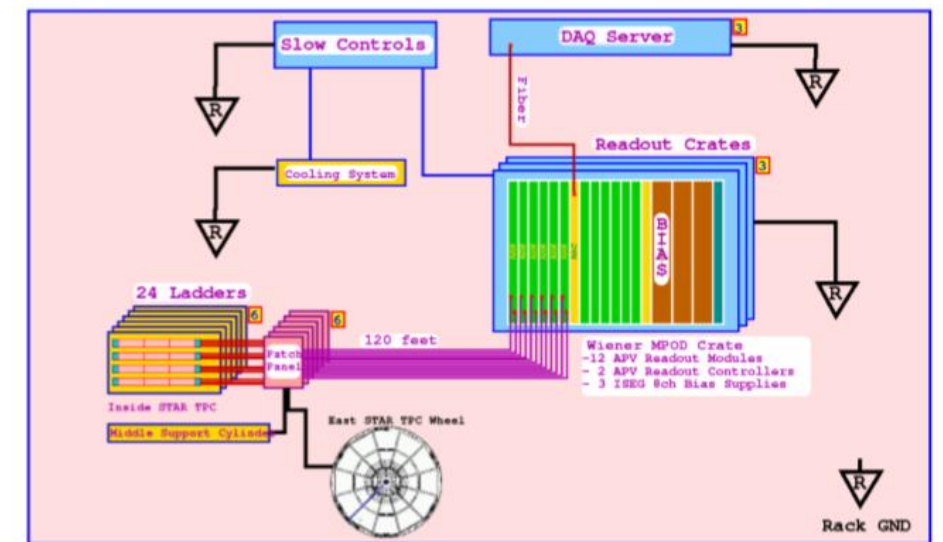 Slow Controls
DAQ Server
3
R
R
Fiber
Readout Crates
3
Cooling System
R
BIAS
R
24 Ladders
6
6
120 feet
Patch
Panel
Wiener MPOD Crate
-12 APV Readout Modules
- 2 APV Readout Controllers
- 3 ISEG 8ch Bias Supplies
Inside STAR TPC
East STAR TPC Wheel
Middle Support Cylinder
R
Rack GND